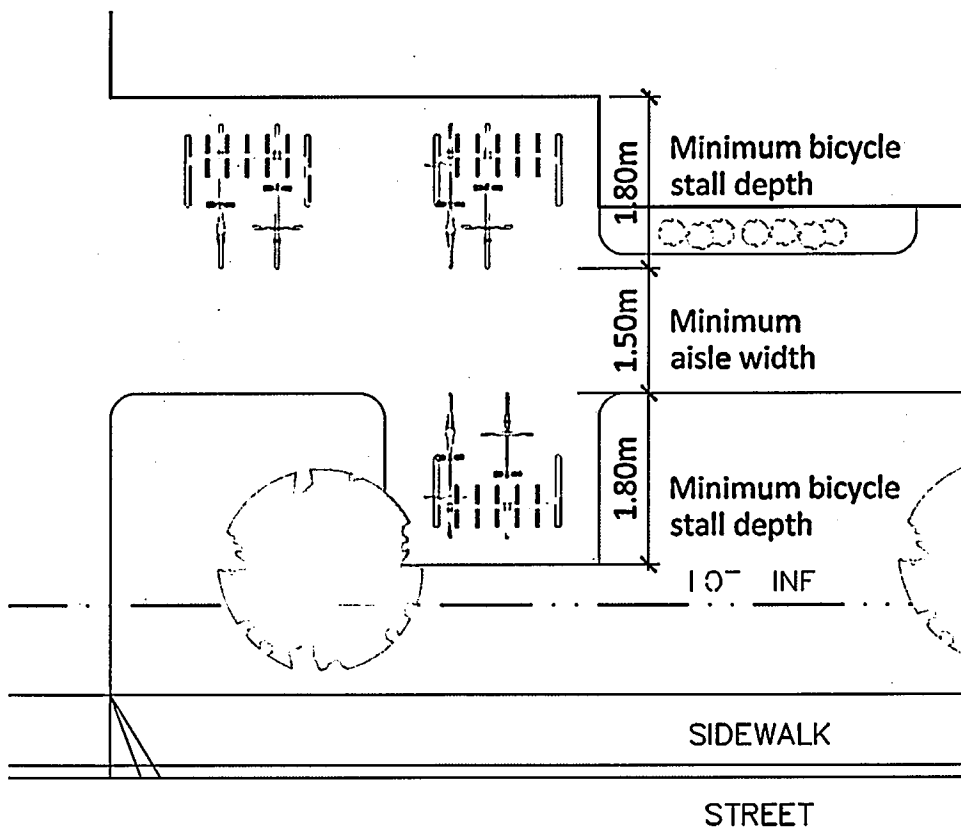 1.80m
Minimum bicycle
stall depth
1.50m
Minimum
aisle width
1.80m
Minimum bicycle
stall depth
SIDEWALK
STREET